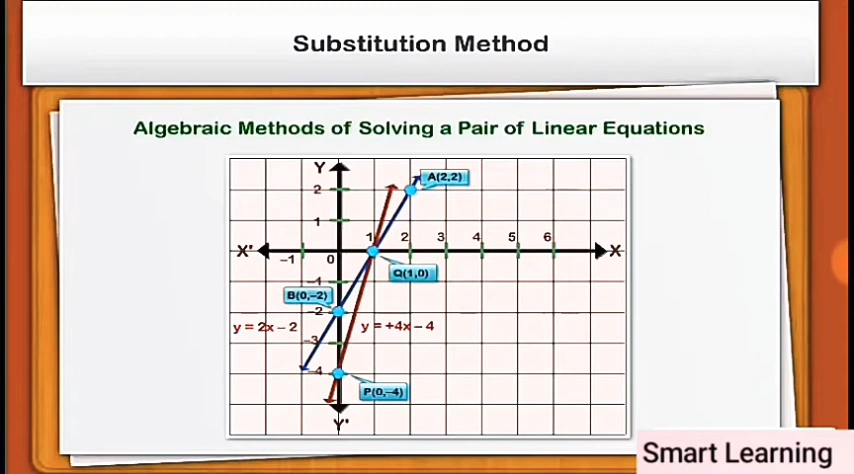 Substitution Method
Algebraic Methods of Solving a Pair of Linear Equations
Y
A(2,2)
2
1
1 2 3 4 5 6
X' X
-1 0
Q(1,0)
-1
B(0,-2)
-2
y = 2x - 2 y = +4x - 4
-3
-4
P(0,-4)
Y'
Smart Learning